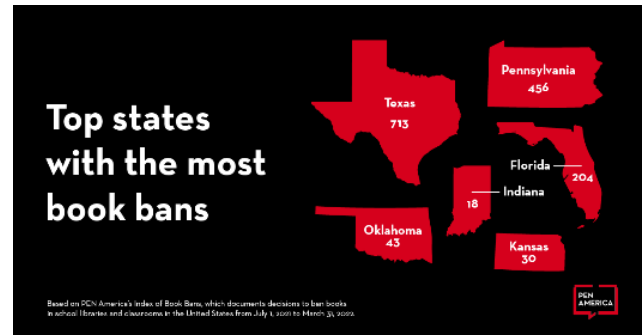 Top states
with the most
book bans
Texas
713
Pennsylvania
456
Florida
204
Indiana
18
Oklahoma
43
Kansas
30
Based on PEN America's Index of Book Bans, which documents decisions to ban books
in school libraries and classrooms in the United States from July 1, 2021 to March 31, 2022.
PEN
AMERICA